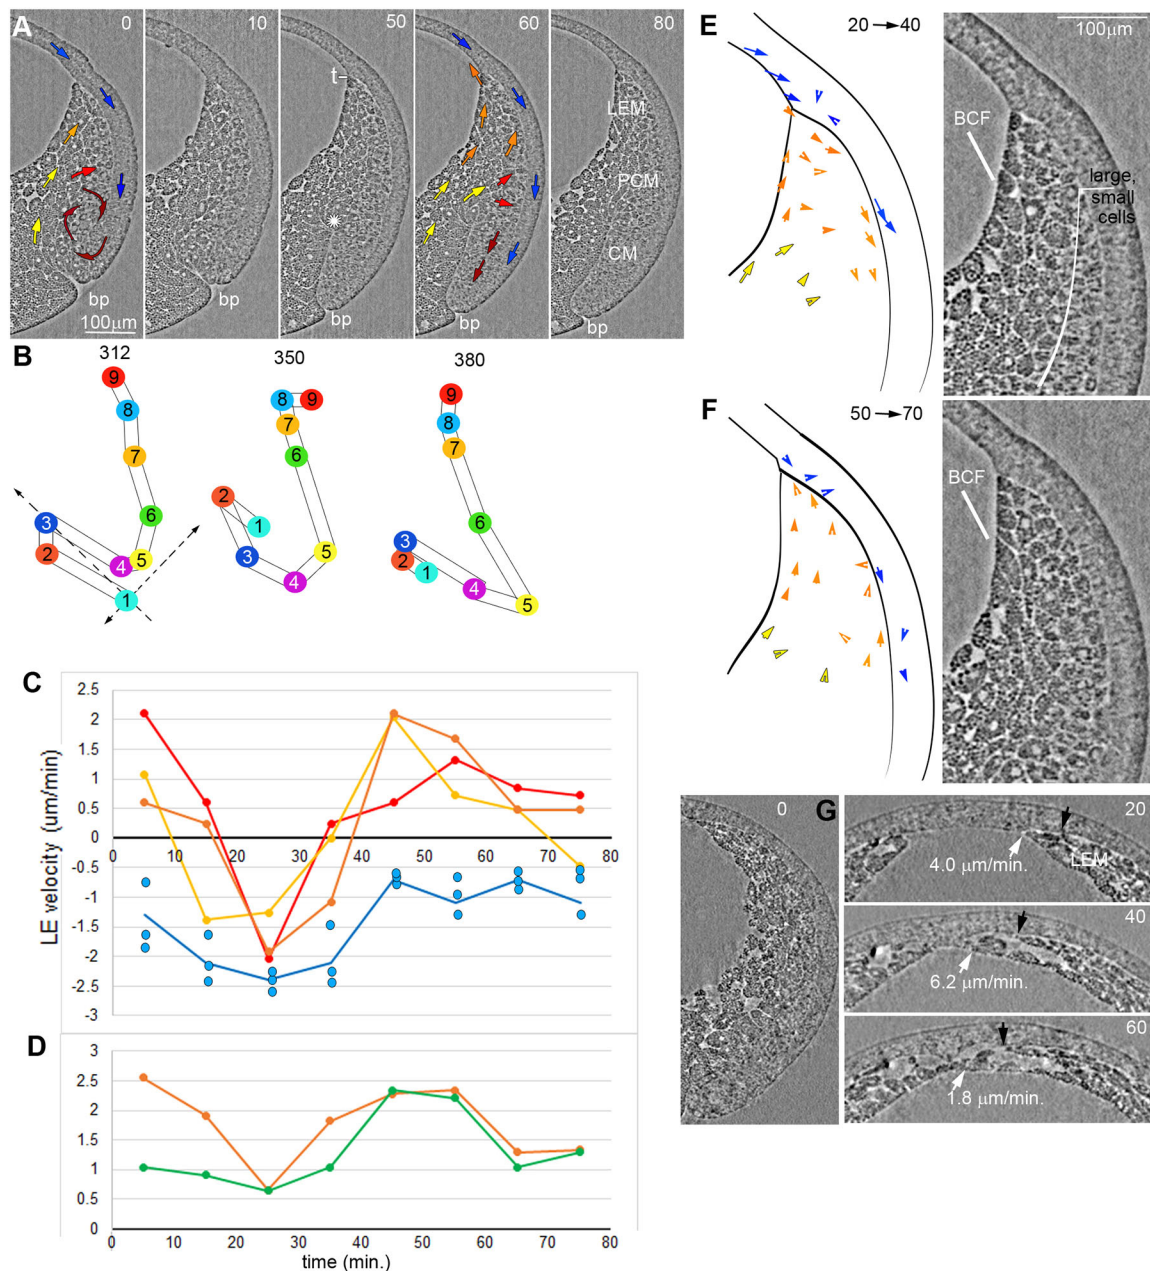 A
0
10
50
60
80
t
LEM
PCM
CM
bp
bp
bp
bp
bp
100μm
B
312
350
380
9
8
7
6
3
2
4
5
1
8
9
7
6
2
1
3
5
4
9
8
7
6
3
2
1
4
5
C
LE velocity (um/min)
2.5
2
1.5
1
0.5
0
-0.5
-1
-1.5
-2
-2.5
-3
0 10 20 30 40 50 60 70 80
D
3
2.5
2
1.5
1
0.5
0
0 10 20 30 40 50 60 70 80
time (min.)
E
20→40
100μm
BCF
large,
small
cells
F
50→70
BCF
0
G
20
4.0 μm/min.
LEM
40
6.2 μm/min.
60
1.8 μm/min.